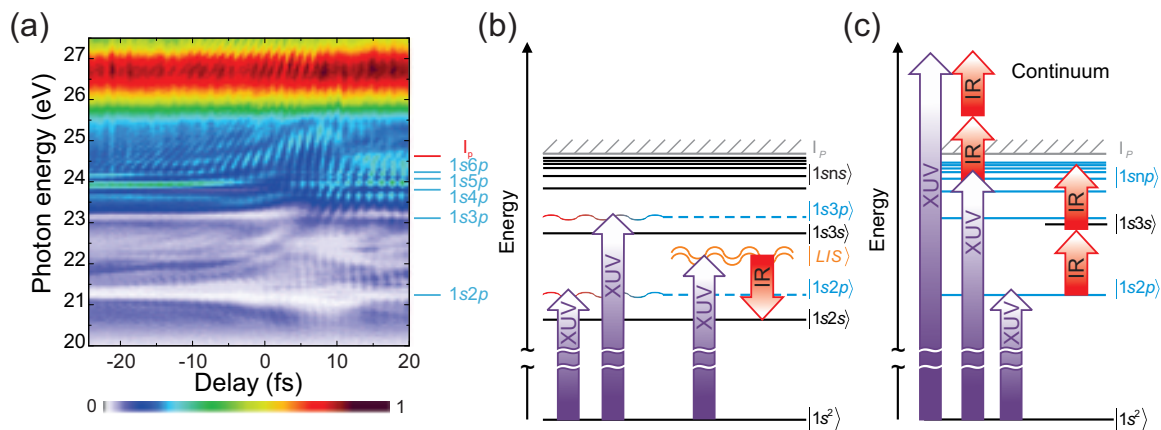 (a)
Photon energy (eV)
27
26
25
24
23
22
21
20
-20
-10
0
10
20
Delay (fs)
0
1
I_p
1s6p
1s5p
1s4p
1s3p
1s2p
(b)
Energy
I_P
|1sns⟩
|1s3p⟩
|1s3s⟩
|LIS⟩
|1s2p⟩
|1s2s⟩
|1s²⟩
XUV
XUV
XUV
IR
(c)
Energy
Continuum
I_P
|1snp⟩
|1s3s⟩
|1s2p⟩
|1s²⟩
XUV
XUV
XUV
IR
IR
IR
IR